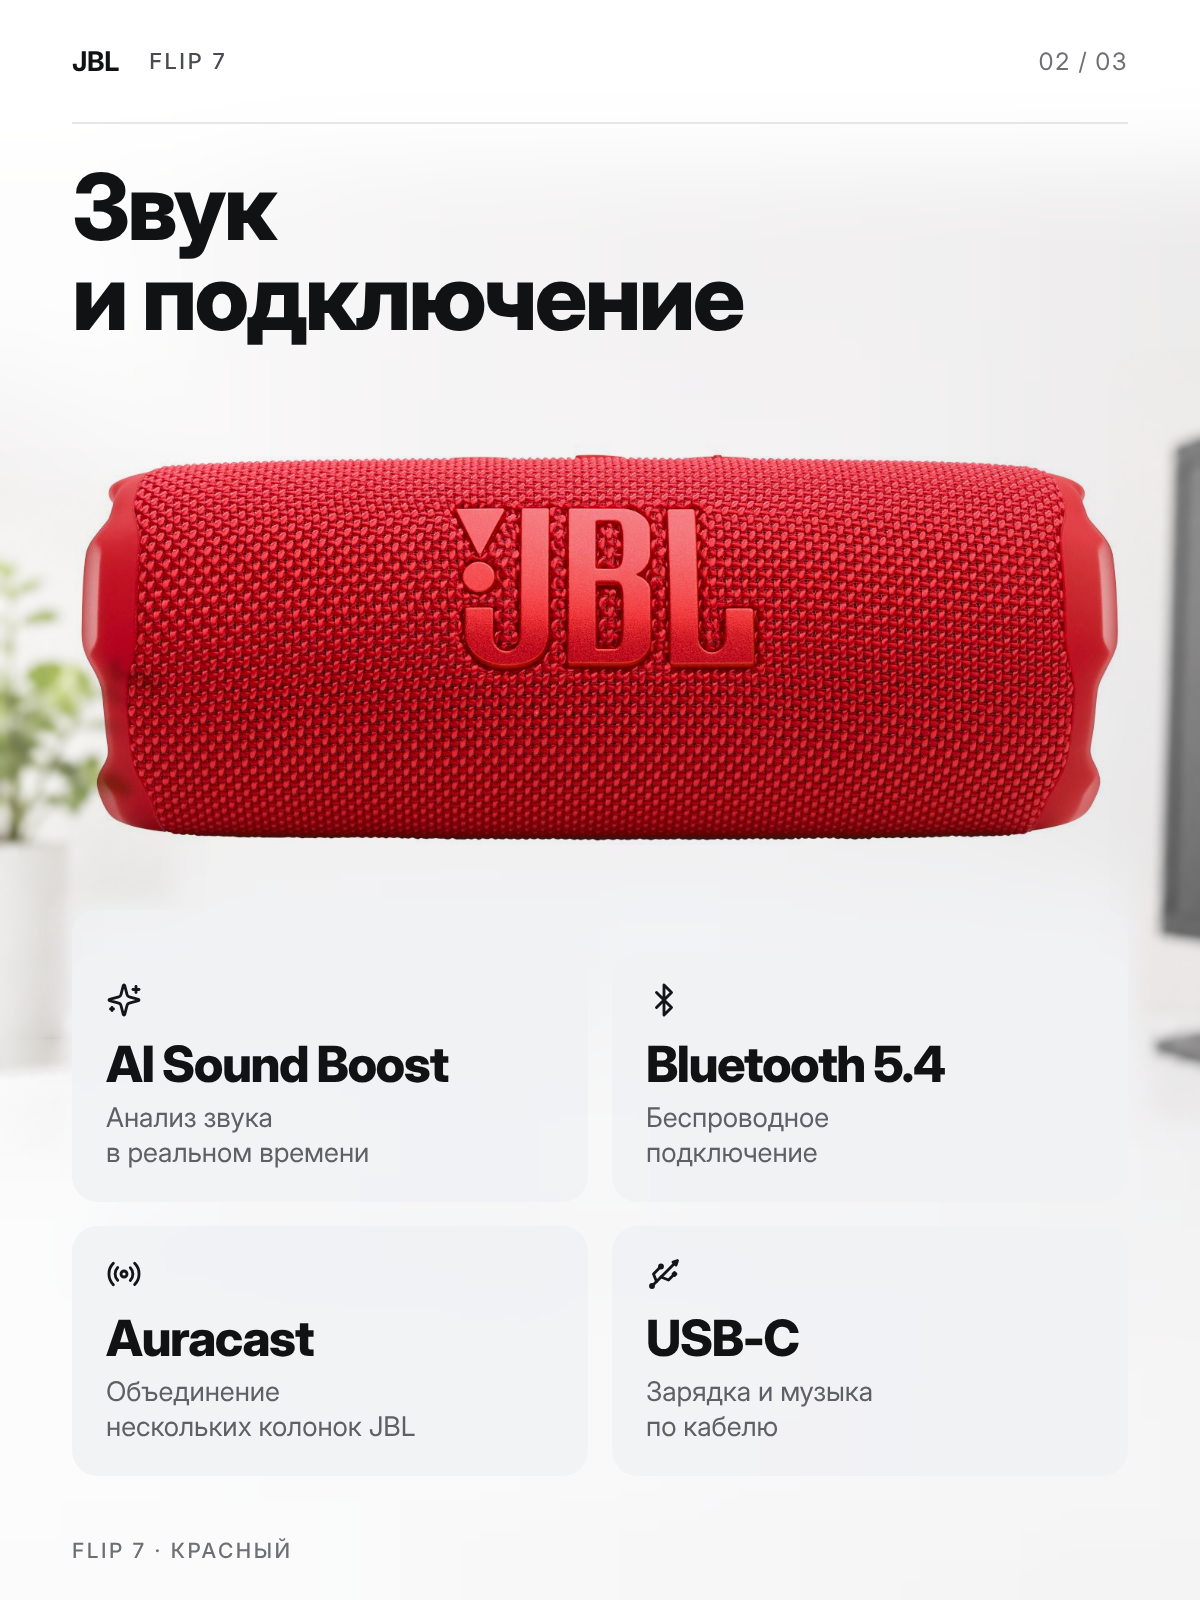 JBL FLIP 7 02 / 03
Звук
и подключение
JBL
AI Sound Boost
Анализ звука
в реальном времени
Bluetooth 5.4
Беспроводное
подключение
Auracast
Объединение
нескольких колонок JBL
USB-C
Зарядка и музыка
по кабелю
FLIP 7 · КРАСНЫЙ